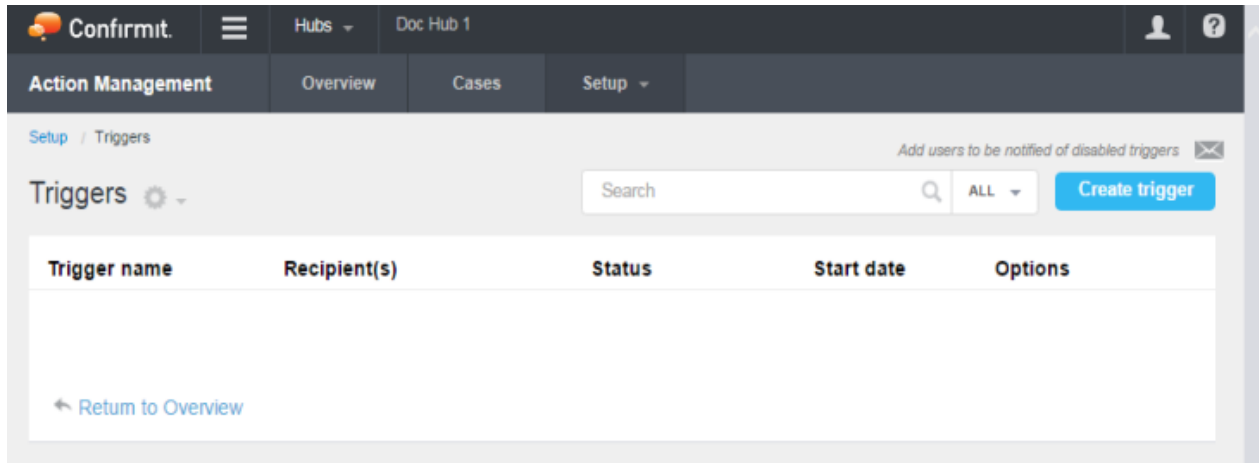 Confirmit. Hubs Doc Hub 1
Action Management Overview Cases Setup
Setup / Triggers
Add users to be notified of disabled triggers
Triggers Search ALL Create trigger
Trigger name Recipient(s) Status Start date Options
Return to Overview